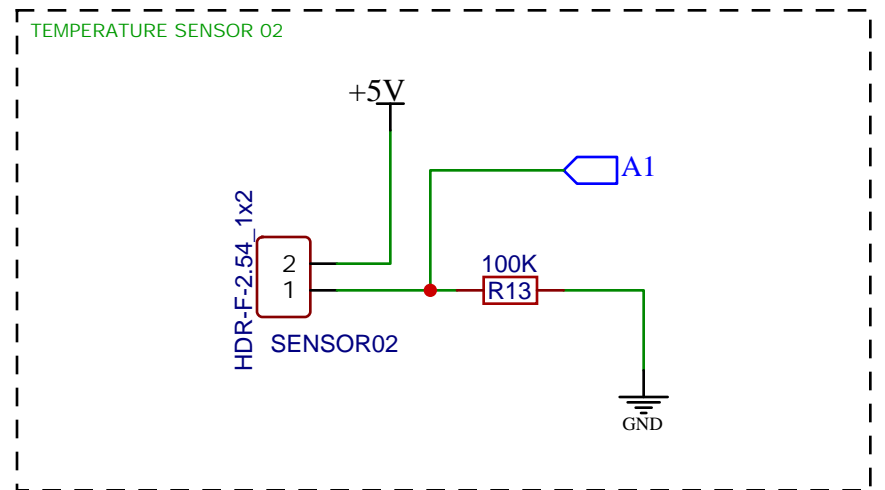 TEMPERATURE SENSOR 02
+5V
A1
HDR-F-2.54_1x2
2
1
100K
R13
SENSOR02
GND